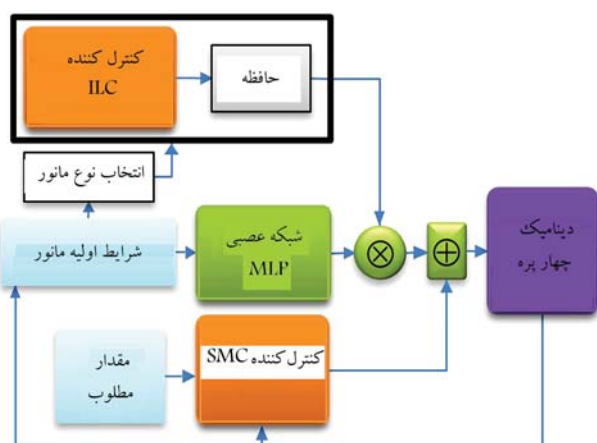 کنترل کننده
ILC
حافظه
انتخاب نوع مانور
شرایط اولیه مانور
شبکه عصبی
MLP
دینامیک
چهار پره
مقدار
مطلوب
کنترل کننده SMC